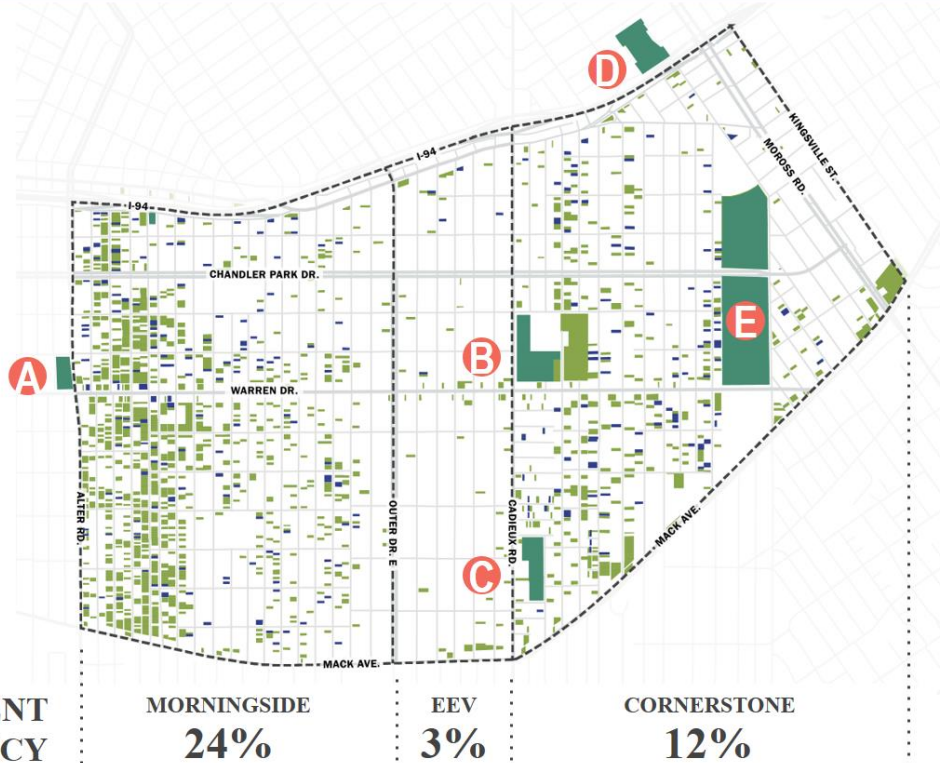 D
KINGSVILLE ST.
MOROSS RD.
I-94
I-94
CHANDLER PARK DR.
E
B
A
WARREN DR.
ALTER RD.
OUTER DR. E
CADIEUX RD.
MACK AVE.
C
MACK AVE.
NT
CY
MORNINGSIDE
24%
EEV
3%
CORNERSTONE
12%